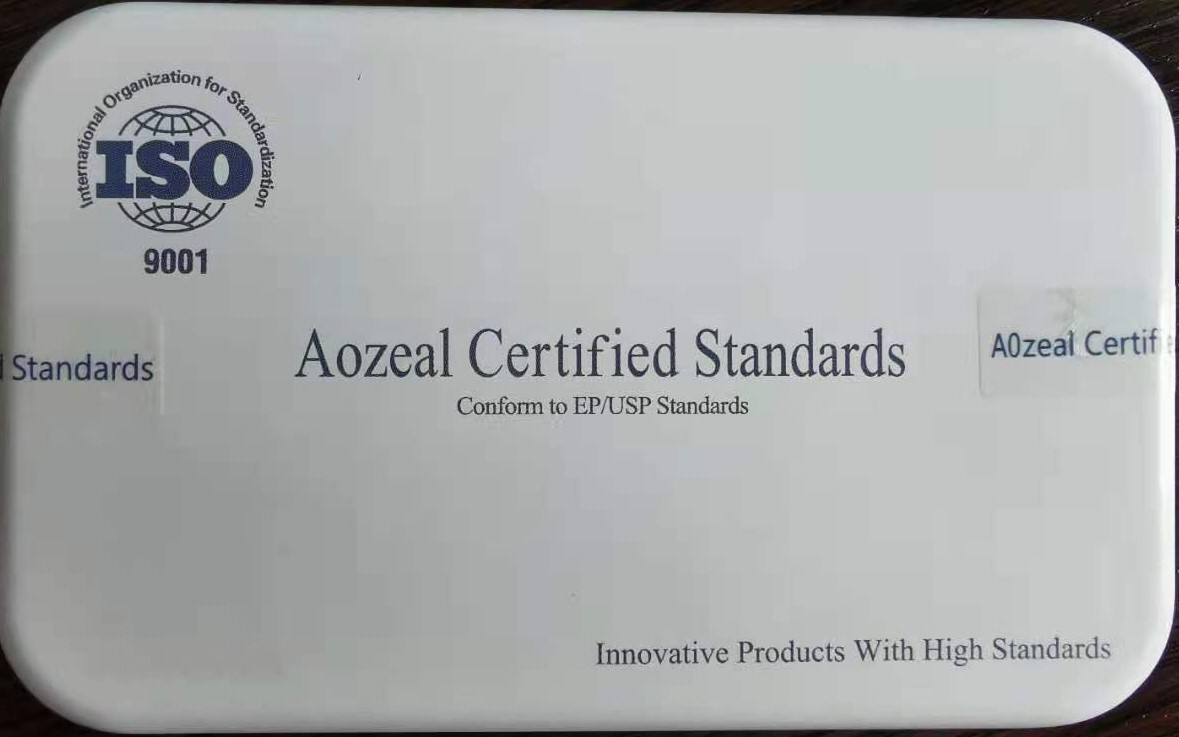 International Organization for Standardization
ISO
9001
Standards
Aozeal Certified Standards
Conform to EP/USP Standards
A0zeal Certif
Innovative Products With High Standards